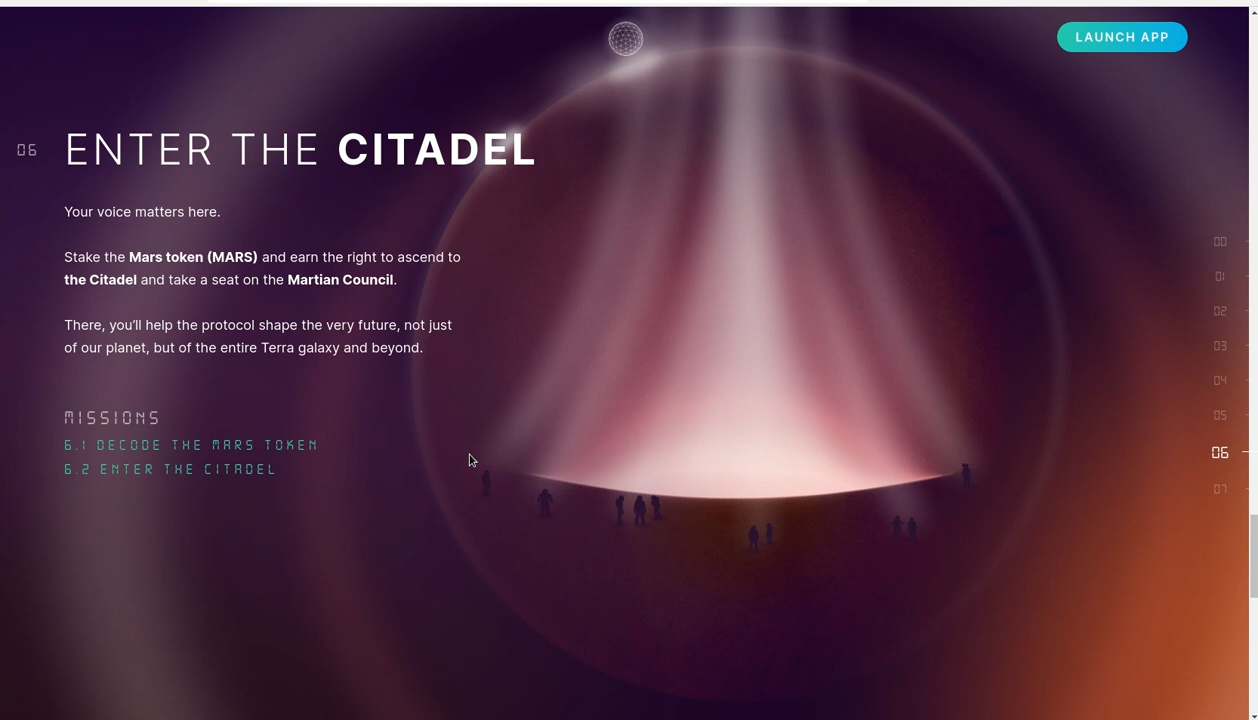 LAUNCH APP
06 ENTER THE CITADEL
Your voice matters here.
Stake the Mars token (MARS) and earn the right to ascend to
the Citadel and take a seat on the Martian Council.
There, you’ll help the protocol shape the very future, not just
of our planet, but of the entire Terra galaxy and beyond.
MISSIONS
6.1 DECODE THE MARS TOKEN
6.2 ENTER THE CITADEL
00
01
02
03
04
05
06
07